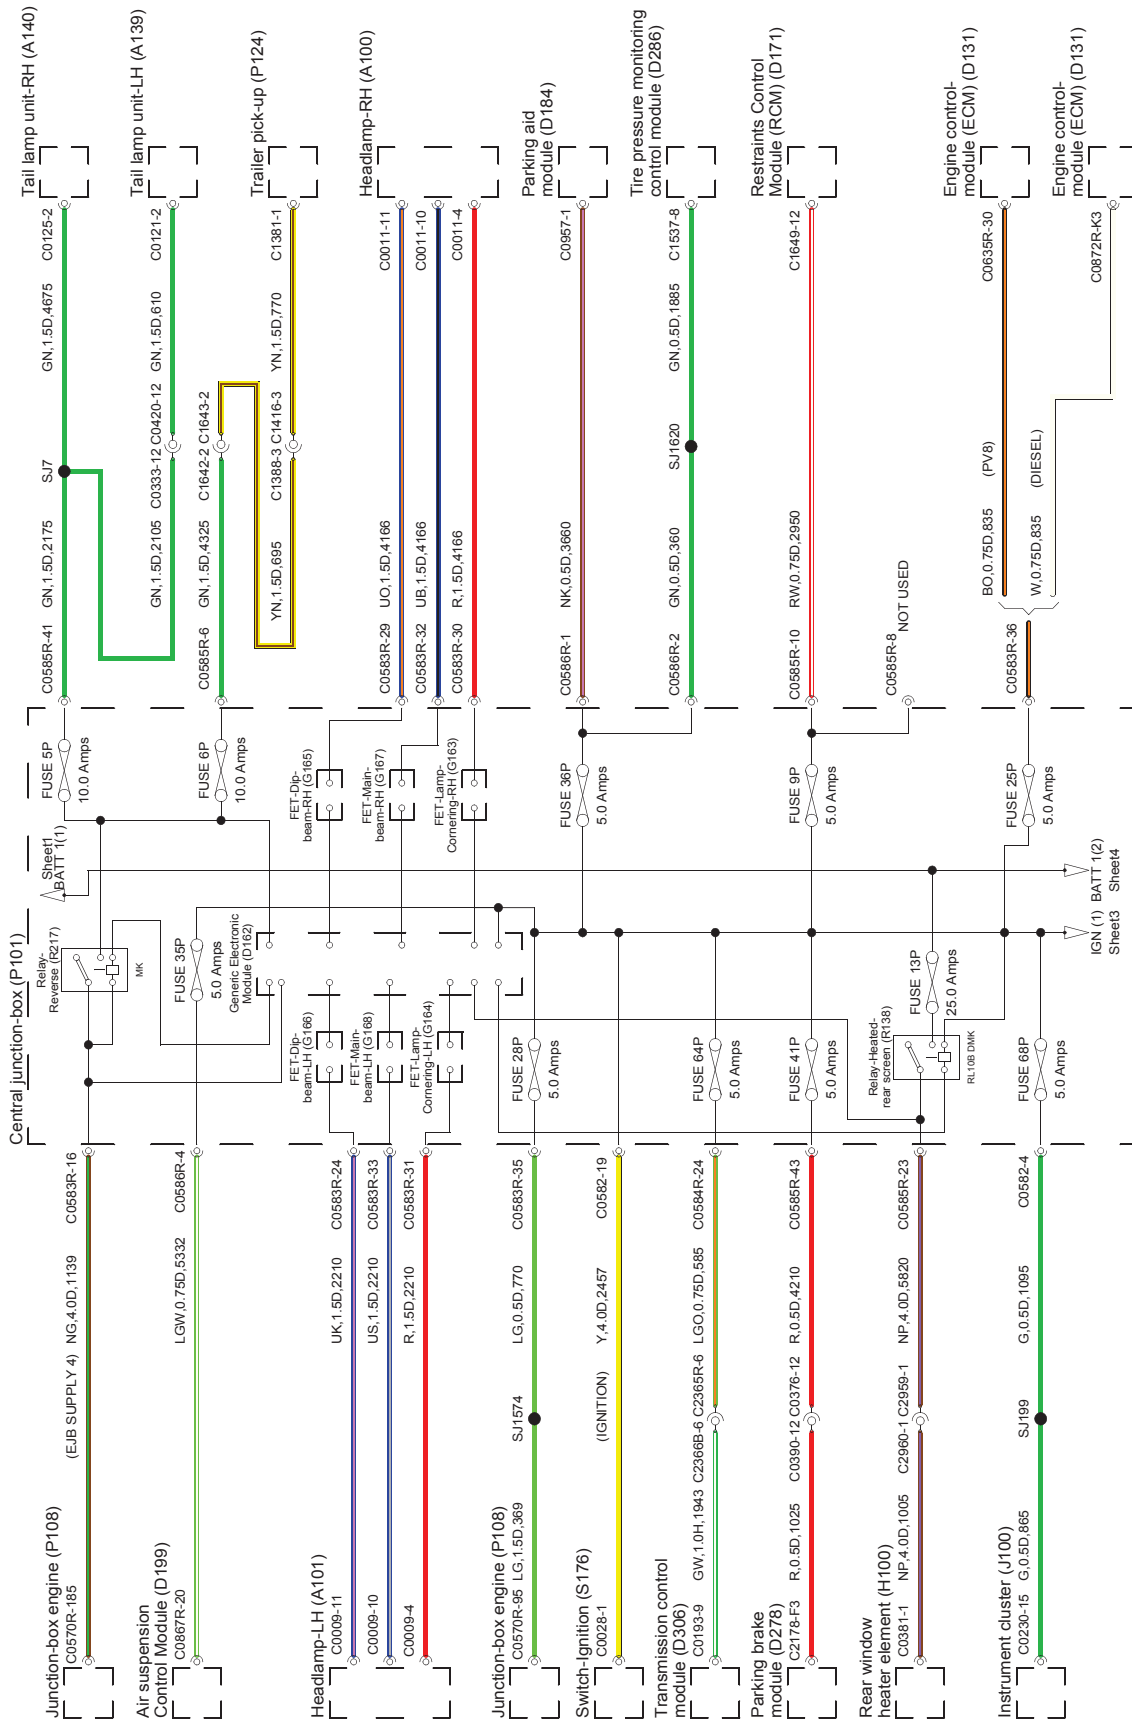 Central junction-box (P101)
Junction-box engine (P108)
C0570R-185
(EJB SUPPLY 4)
NG,4.0D,1139
C0583R-16
Relay-
Reverse (R217)
MK
Sheet1
BATT 1(1)
FUSE 5P
10.0 Amps
C0585R-41
GN,1.5D,2175
SJ7
GN,1.5D,4675
C0125-2
Tail lamp unit-RH (A140)
GN,1.5D,2105
C0333-12
C0420-12
GN,1.5D,610
C0121-2
Tail lamp unit-LH (A139)
Air suspension
Control Module (D199)
C0867R-20
LGW,0.75D,5332
C0586R-4
FUSE 35P
5.0 Amps
FUSE 6P
10.0 Amps
C0585R-6
GN,1.5D,4325
C1642-2
C1643-2
YN,1.5D,695
C1388-3
C1416-3
YN,1.5D,770
C1381-1
Trailer pick-up (P124)
Generic Electronic
Module (D162)
Headlamp-LH (A101)
C0009-11
UK,1.5D,2210
C0583R-24
FET-Dip-
beam-LH (G166)
FET-Dip-
beam-RH (G165)
C0583R-29
UO,1.5D,4166
C0011-11
Headlamp-RH (A100)
C0009-10
US,1.5D,2210
C0583R-33
FET-Main-
beam-LH (G168)
FET-Main-
beam-RH (G167)
C0583R-32
UB,1.5D,4166
C0011-10
C0009-4
R,1.5D,2210
C0583R-31
FET-Lamp-
Cornering-LH (G164)
FET-Lamp-
Cornering-RH (G163)
C0583R-30
R,1.5D,4166
C0011-4
Junction-box engine (P108)
C0570R-95
LG,1.5D,369
SJ1574
LG,0.5D,770
C0583R-35
FUSE 28P
5.0 Amps
FUSE 36P
5.0 Amps
C0586R-1
NK,0.5D,3660
C0957-1
Parking aid
module (D184)
Switch-Ignition (S176)
C0028-1
(IGNITION)
Y,4.0D,2457
C0582-19
C0586R-2
GN,0.5D,360
SJ1620
GN,0.5D,1885
C1537-8
Tire pressure monitoring
control module (D286)
Transmission control
module (D306)
C0193-9
GW,1.0H,1943
C2366B-6
C2365R-6
LGO,0.75D,585
C0584R-24
FUSE 64P
5.0 Amps
Parking brake
module (D278)
C2178-F3
R,0.5D,1025
C0390-12
C0376-12
R,0.5D,4210
C0585R-43
FUSE 41P
5.0 Amps
FUSE 9P
5.0 Amps
C0585R-10
RW,0.75D,2950
C1649-12
Restraints Control
Module (RCM) (D171)
C0585R-8
NOT USED
Rear window
heater element (H100)
C0381-1
NP,4.0D,1005
C2960-1
C2959-1
NP,4.0D,5820
C0585R-23
Relay-Heated-
rear screen (R138)
RL10B DMK
FUSE 13P
25.0 Amps
Instrument cluster (J100)
C0230-15
G,0.5D,865
SJ199
G,0.5D,1095
C0582-4
FUSE 68P
5.0 Amps
FUSE 25P
5.0 Amps
C0583R-36
BO,0.75D,835
(PV8)
C0635R-30
Engine control-
module (ECM) (D131)
W,0.75D,835
(DIESEL)
C0872R-K3
Engine control-
module (ECM) (D131)
IGN (1)
Sheet3
BATT 1(2)
Sheet4